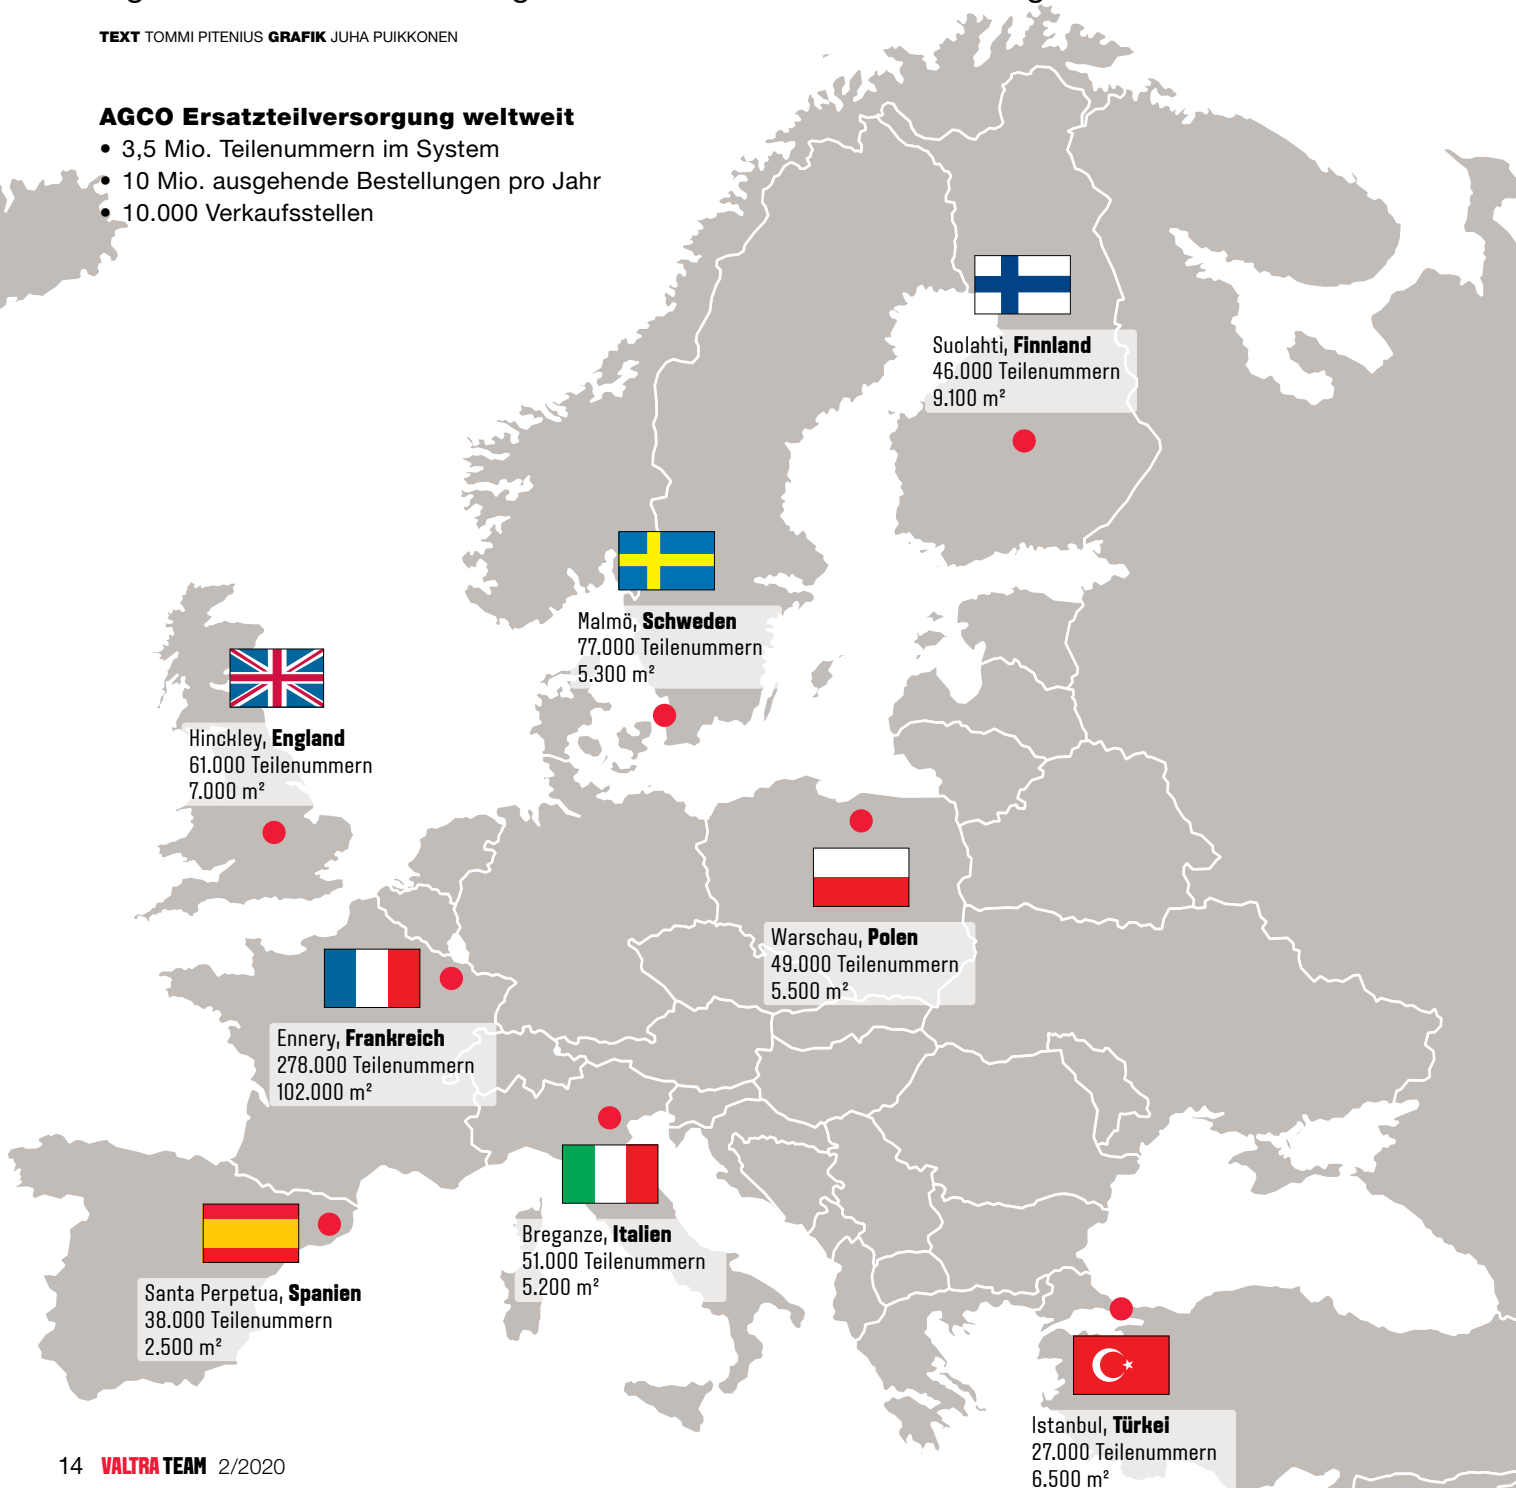 TEXT TOMMI PITENIUS GRAFIK JUHA PUIKKONEN
AGCO Ersatzteilversorgung weltweit
• 3,5 Mio. Teilenummern im System
• 10 Mio. ausgehende Bestellungen pro Jahr
• 10.000 Verkaufsstellen
Suolahti, Finnland
46.000 Teilenummern
9.100 m²
Malmö, Schweden
77.000 Teilenummern
5.300 m²
Hinckley, England
61.000 Teilenummern
7.000 m²
Warschau, Polen
49.000 Teilenummern
5.500 m²
Ennery, Frankreich
278.000 Teilenummern
102.000 m²
Breganze, Italien
51.000 Teilenummern
5.200 m²
Santa Perpetua, Spanien
38.000 Teilenummern
2.500 m²
Istanbul, Türkei
27.000 Teilenummern
6.500 m²
14 VALTRA TEAM 2/2020